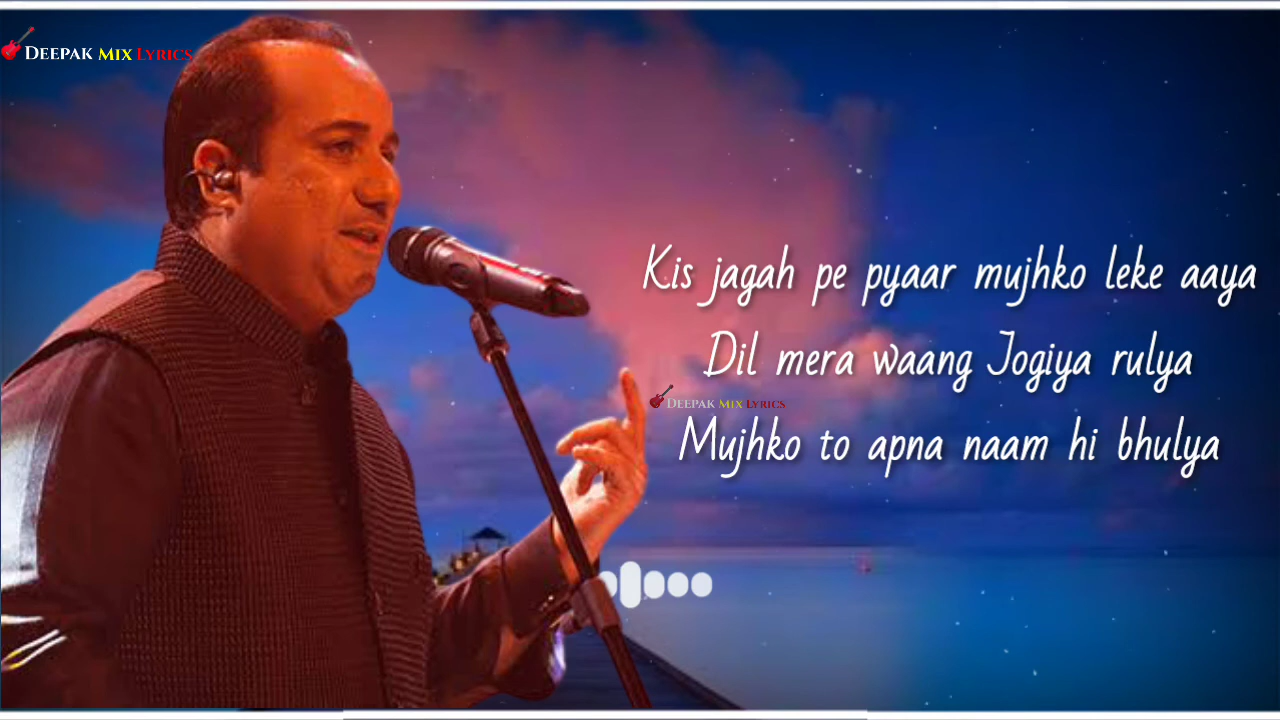 Deepak Mix Lyrics
Kis jagah pe pyaar mujhko leke aaya
Dil mera waang Jogiya rulya
Deepak Mix Lyrics
Mujhko to apna naam hi bhulya